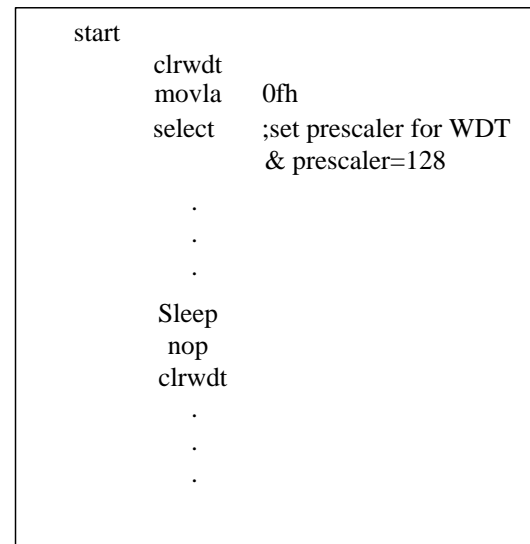 start
clrwdt
movla 0fh
select ;set prescaler for WDT
& prescaler=128
.
.
.
Sleep
nop
clrwdt
.
.
.